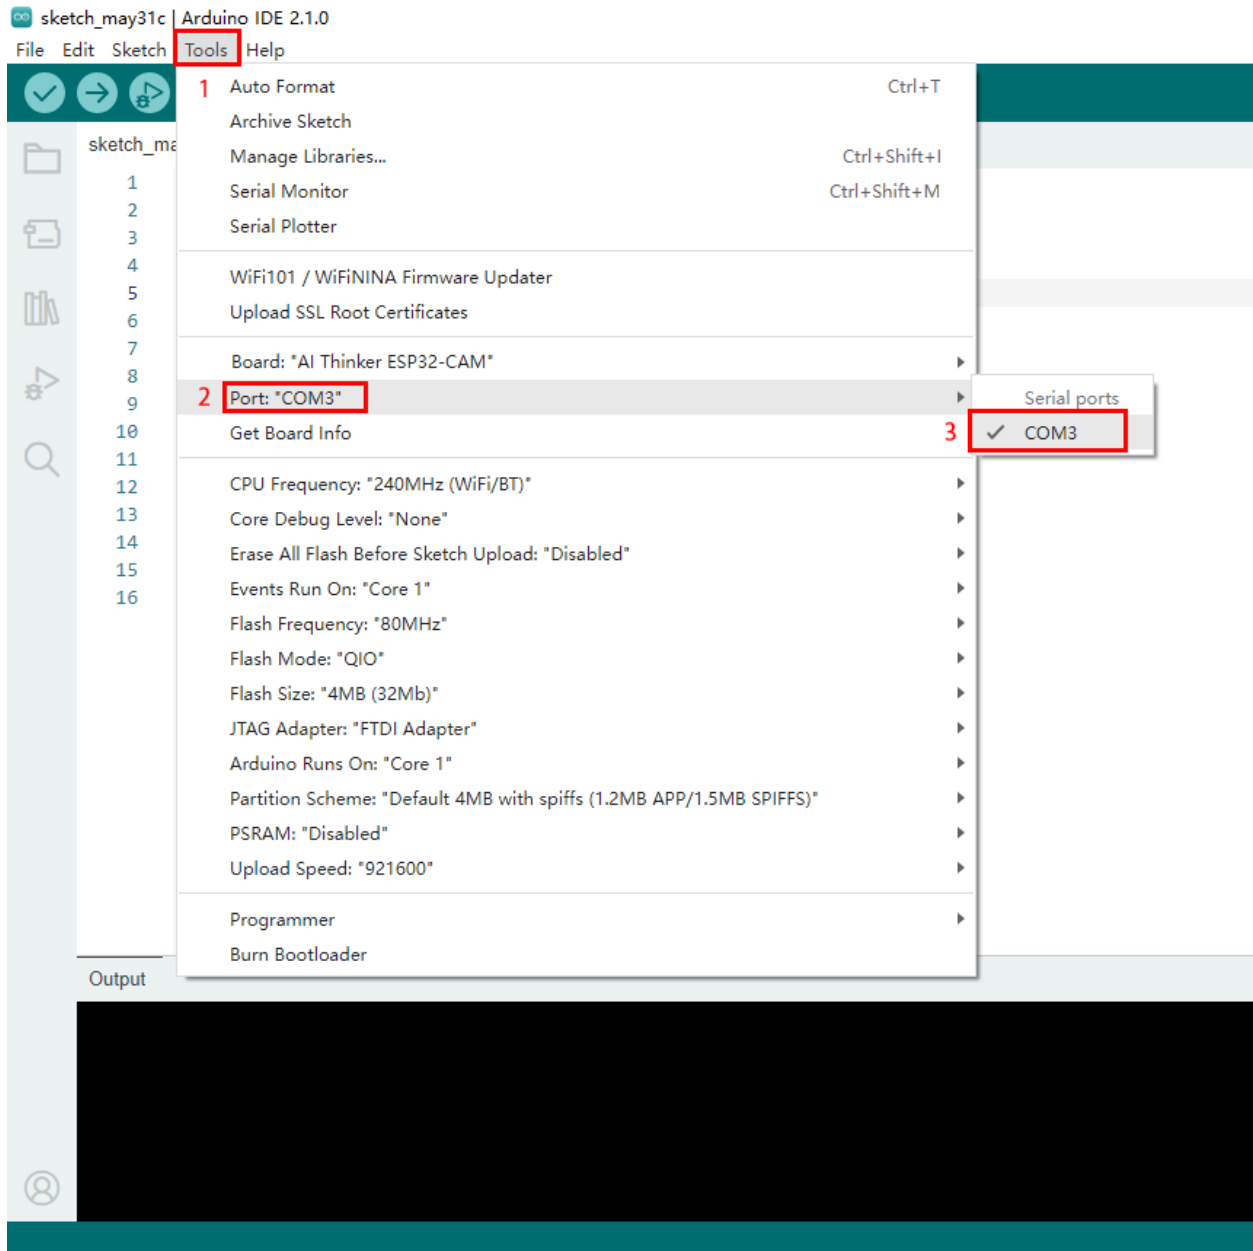 sketch_may31c | Arduino IDE 2.1.0
File Edit Sketch Tools Help
1 Auto Format Ctrl+T
Archive Sketch
sketch_ma
Manage Libraries... Ctrl+Shift+I
1
Serial Monitor Ctrl+Shift+M
2
Serial Plotter
3
4
WiFi101 / WiFiNINA Firmware Updater
5
Upload SSL Root Certificates
6
7
Board: "AI Thinker ESP32-CAM"
8
2 Port: "COM3" Serial ports
9
10 Get Board Info 3 COM3
11
12 CPU Frequency: "240MHz (WiFi/BT)"
13 Core Debug Level: "None"
14 Erase All Flash Before Sketch Upload: "Disabled"
15
Events Run On: "Core 1"
16
Flash Frequency: "80MHz"
Flash Mode: "QIO"
Flash Size: "4MB (32Mb)"
JTAG Adapter: "FTDI Adapter"
Arduino Runs On: "Core 1"
Partition Scheme: "Default 4MB with spiffs (1.2MB APP/1.5MB SPIFFS)"
PSRAM: "Disabled"
Upload Speed: "921600"
Programmer
Burn Bootloader
Output